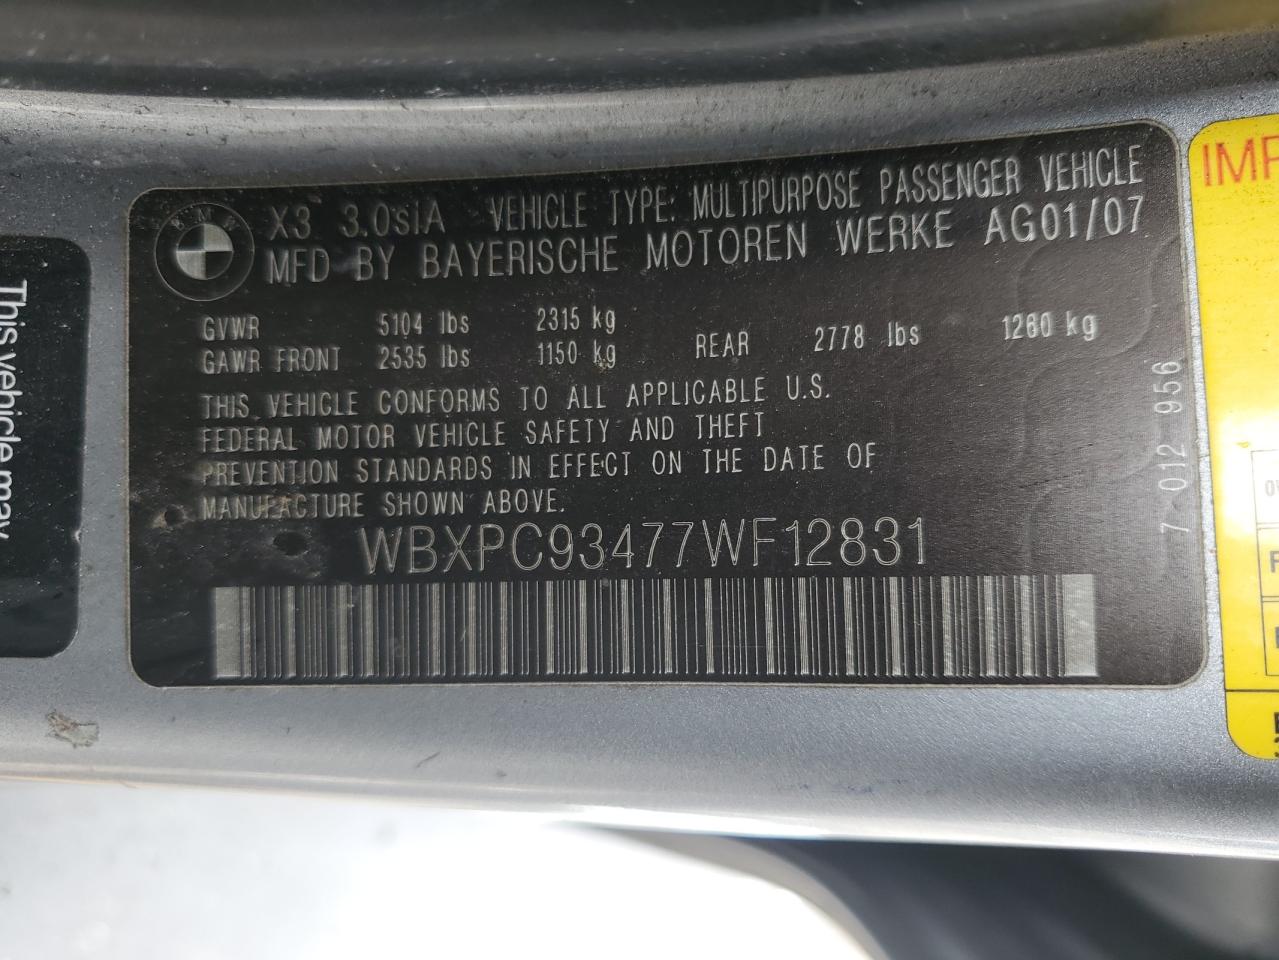 This vehicle may
BMW
X3 3.0siA VEHICLE TYPE: MULTIPURPOSE PASSENGER VEHICLE
MFD BY BAYERISCHE MOTOREN WERKE AG01/07
GVWR 5104 lbs 2315 kg
GAWR FRONT 2535 lbs 1150 kg REAR 2778 lbs 1260 kg
THIS VEHICLE CONFORMS TO ALL APPLICABLE U.S.
FEDERAL MOTOR VEHICLE SAFETY AND THEFT
PREVENTION STANDARDS IN EFFECT ON THE DATE OF
MANUFACTURE SHOWN ABOVE.
WBXPC93477WF12831
7 012 956
IMP